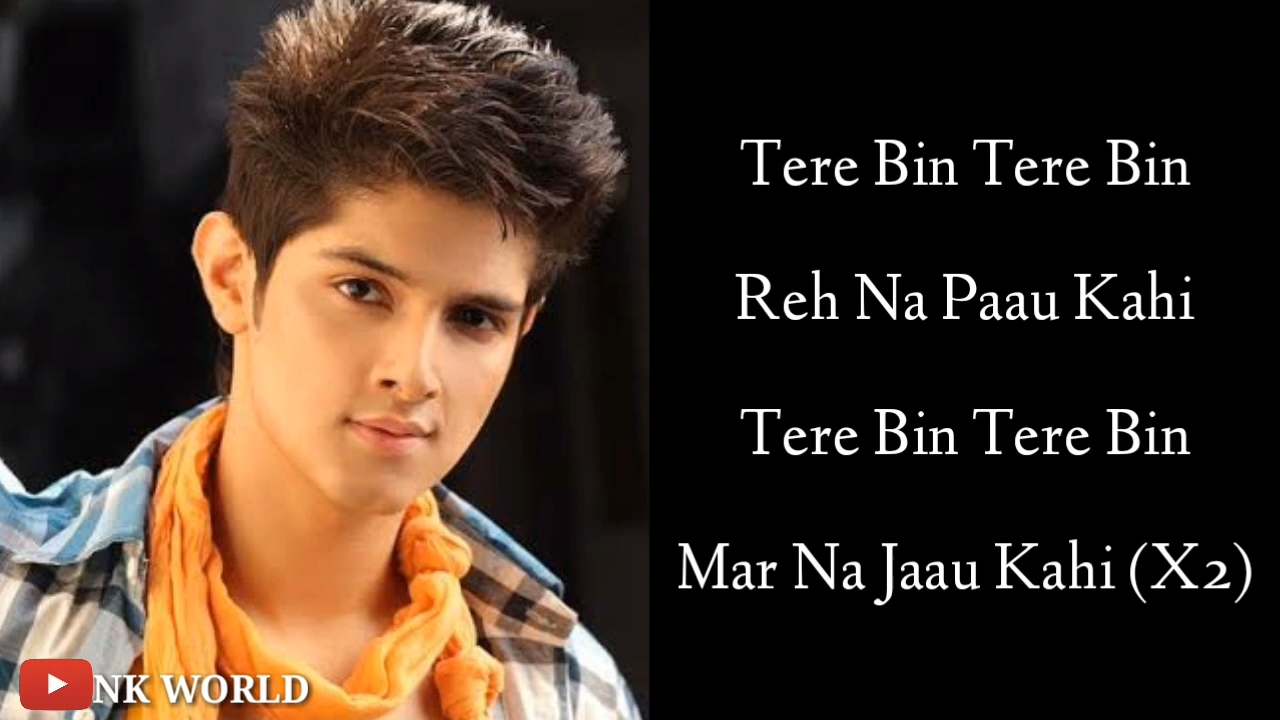 Tere Bin Tere Bin
Reh Na Paau Kahi
Tere Bin Tere Bin
Mar Na Jaau Kahi (X2)
NK WORLD